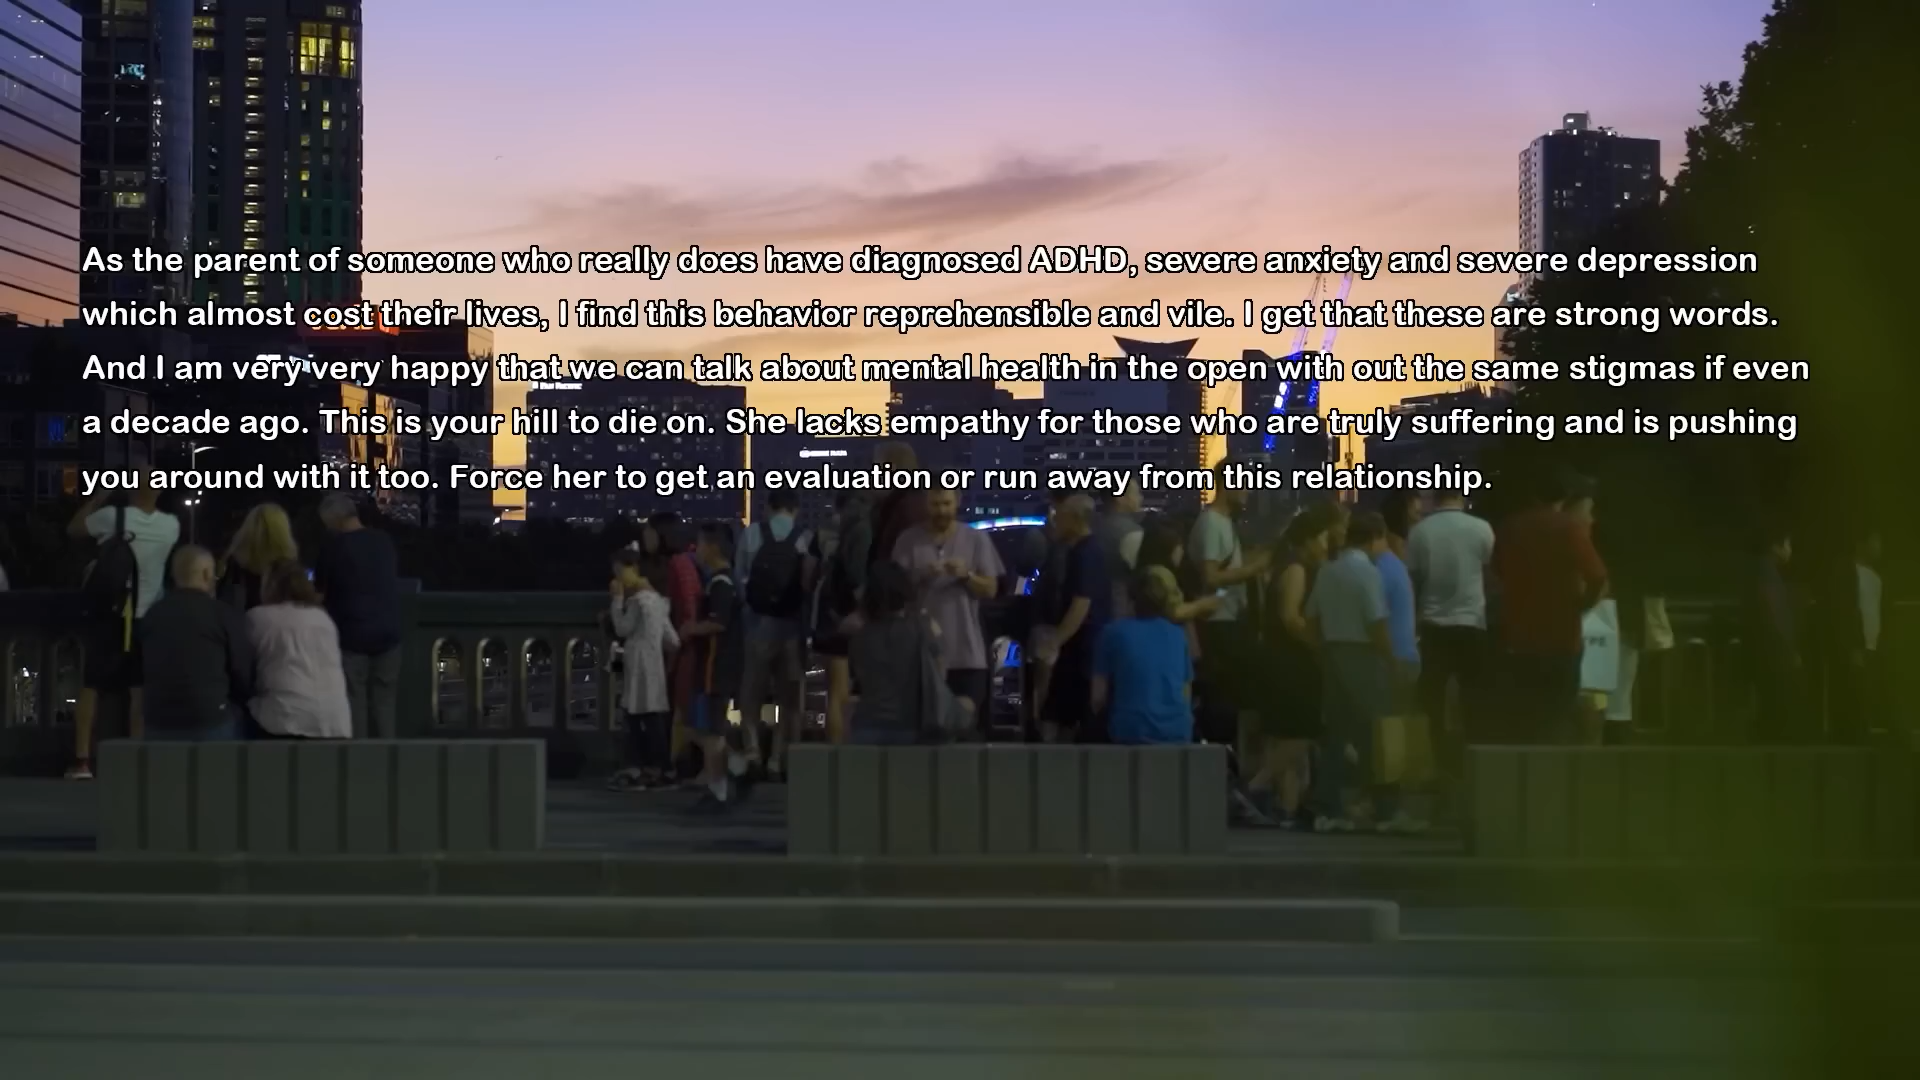 As the parent of someone who really does have diagnosed ADHD, severe anxiety and severe depression
which almost cost their lives, I find this behavior reprehensible and vile. I get that these are strong words.
And I am very very happy that we can talk about mental health in the open with out the same stigmas if even
a decade ago. This is your hill to die on. She lacks empathy for those who are truly suffering and is pushing
you around with it too. Force her to get an evaluation or run away from this relationship.